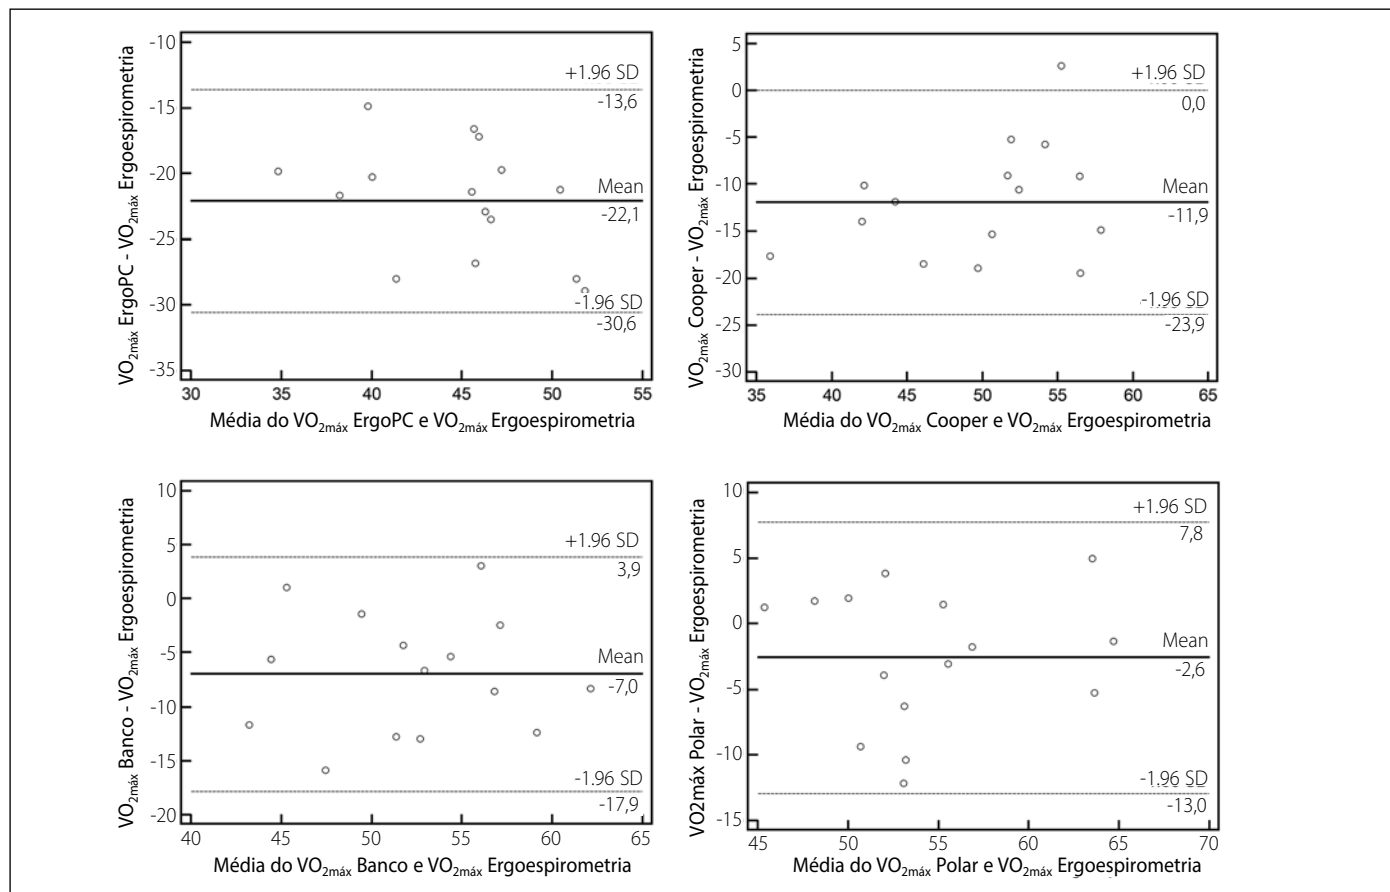 VO2máx ErgoPC - VO2máx Ergoespirometria
-10
-15
-20
-25
-30
-35
+1.96 SD
-13,6
Mean
-22,1
-1.96 SD
-30,6
30 35 40 45 50 55
Média do VO2máx ErgoPC e VO2máx Ergoespirometria
VO2máx Cooper - VO2máx Ergoespirometria
5
0
-5
-10
-15
-20
-25
-30
+1.96 SD
0,0
Mean
-11,9
-1.96 SD
-23,9
35 40 45 50 55 60 65
Média do VO2máx Cooper e VO2máx Ergoespirometria
VO2máx Banco - VO2máx Ergoespirometria
10
5
0
-5
-10
-15
-20
+1.96 SD
3,9
Mean
-7,0
-1.96 SD
-17,9
40 45 50 55 60 65
Média do VO2máx Banco e VO2máx Ergoespirometria
VO2máx Polar - VO2máx Ergoespirometria
10
5
0
-5
-10
-15
+1.96 SD
7,8
Mean
-2,6
-1.96 SD
-13,0
45 50 55 60 65 70
Média do VO2máx Polar e VO2máx Ergoespirometria